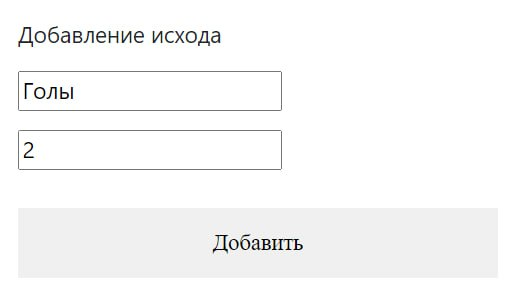 Добавление исхода
Голы
2
Добавить